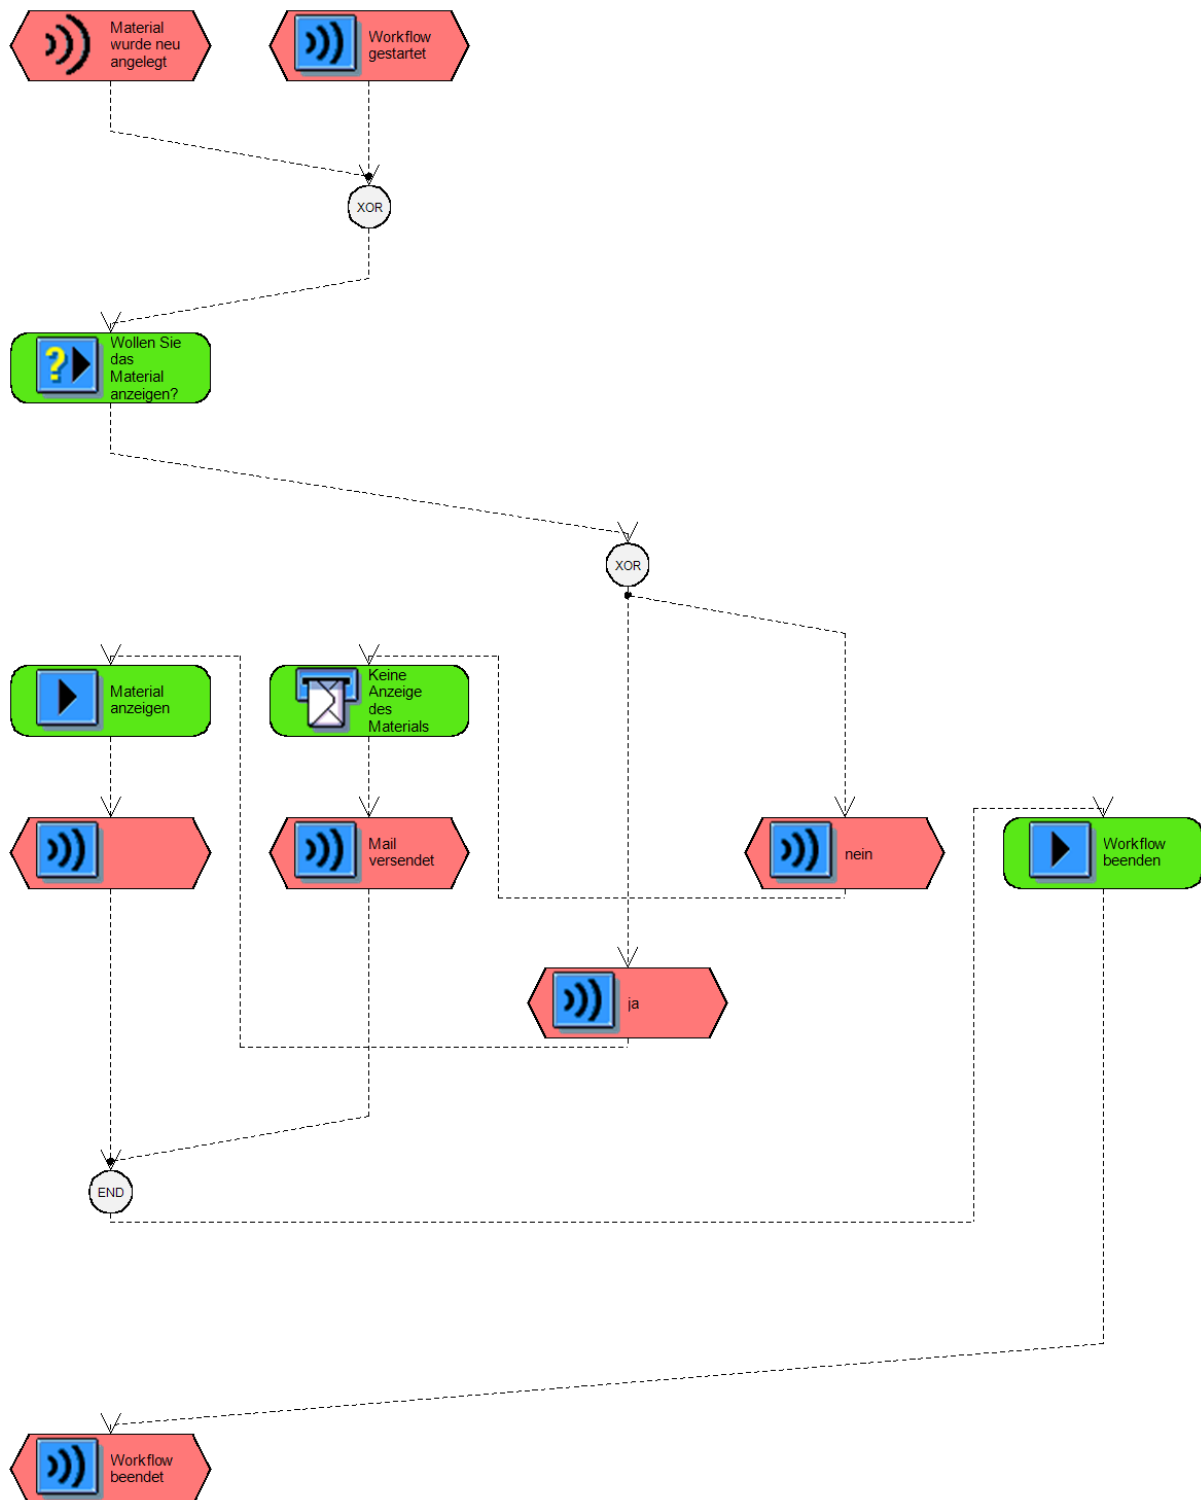 Material
wurde neu
angelegt
Workflow
gestartet
XOR
?
Wollen Sie
das
Material
anzeigen?
XOR
Material
anzeigen
Keine
Anzeige
des
Materials
Mail
versendet
nein
Workflow
beenden
ja
END
Workflow
beendet